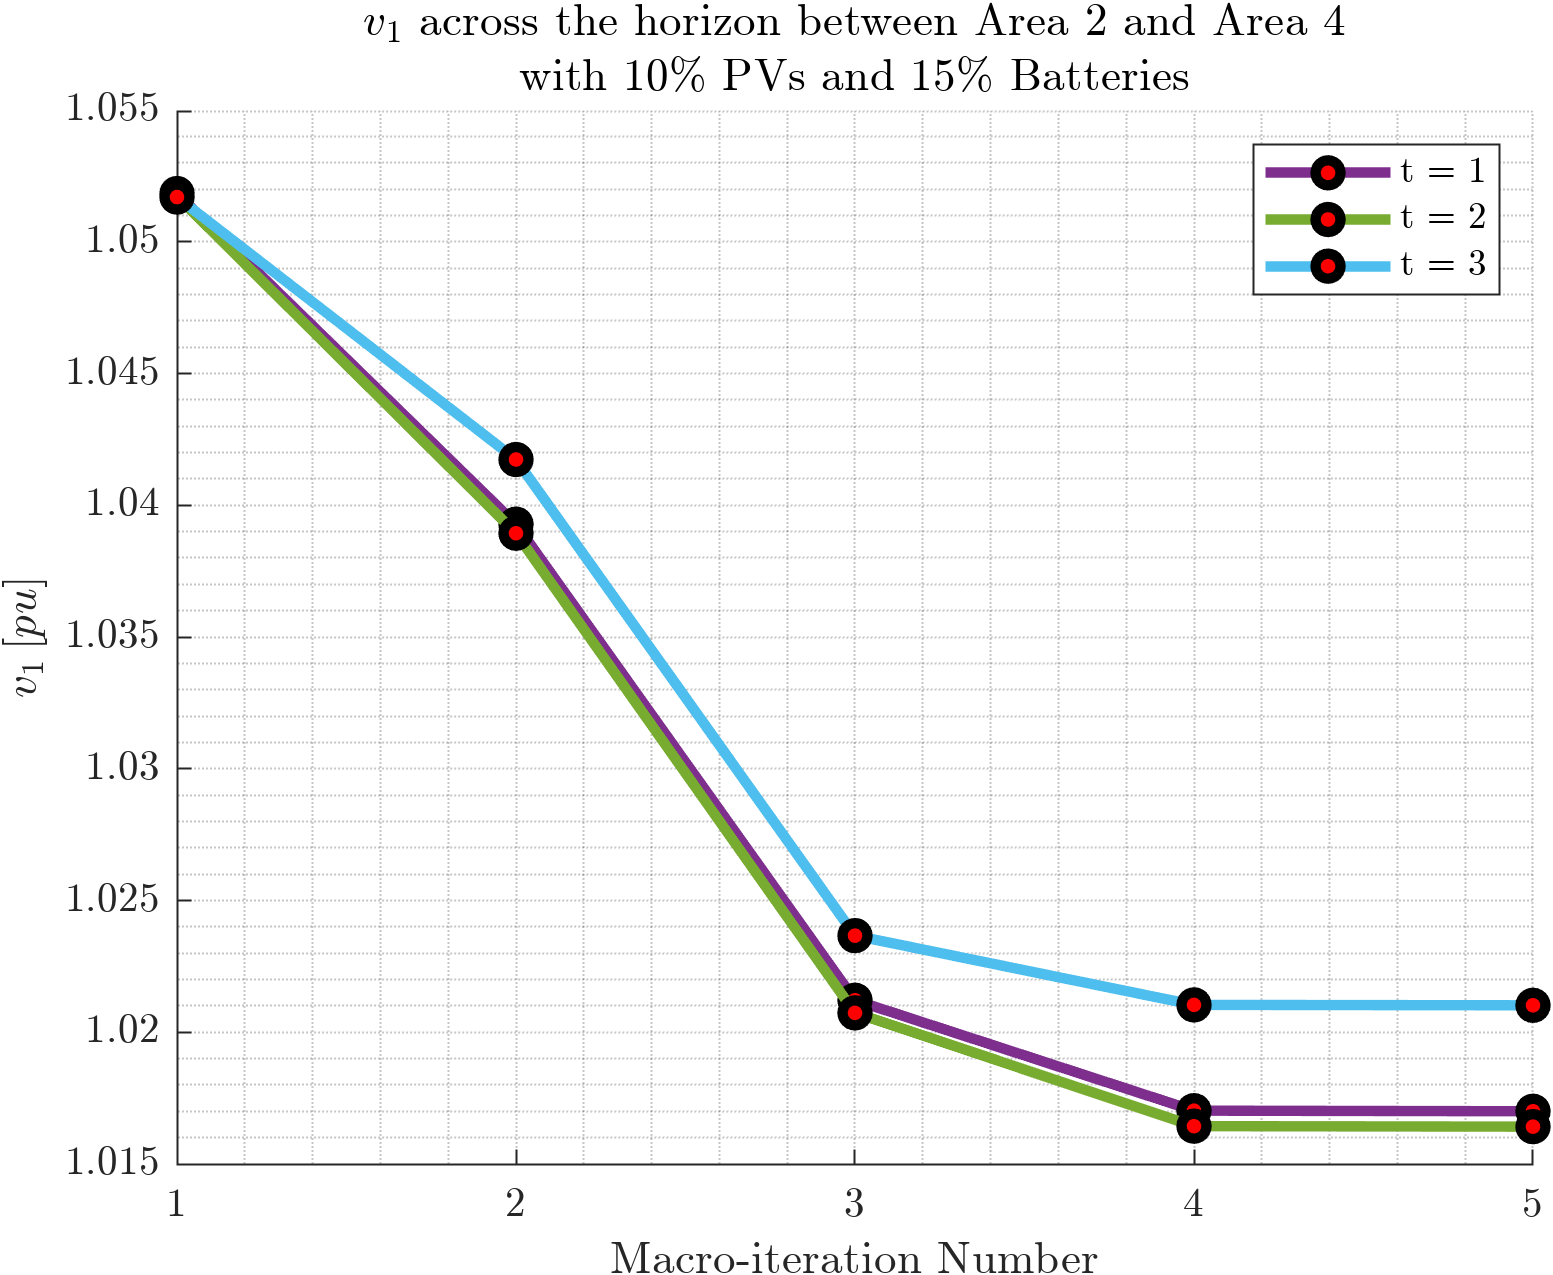 v₁ across the horizon between Area 2 and Area 4
with 10% PVs and 15% Batteries
1.055
1.05
1.045
1.04
1.035
1.03
1.025
1.02
1.015
v₁ [pu]
t = 1
t = 2
t = 3
1 2 3 4 5
Macro-iteration Number